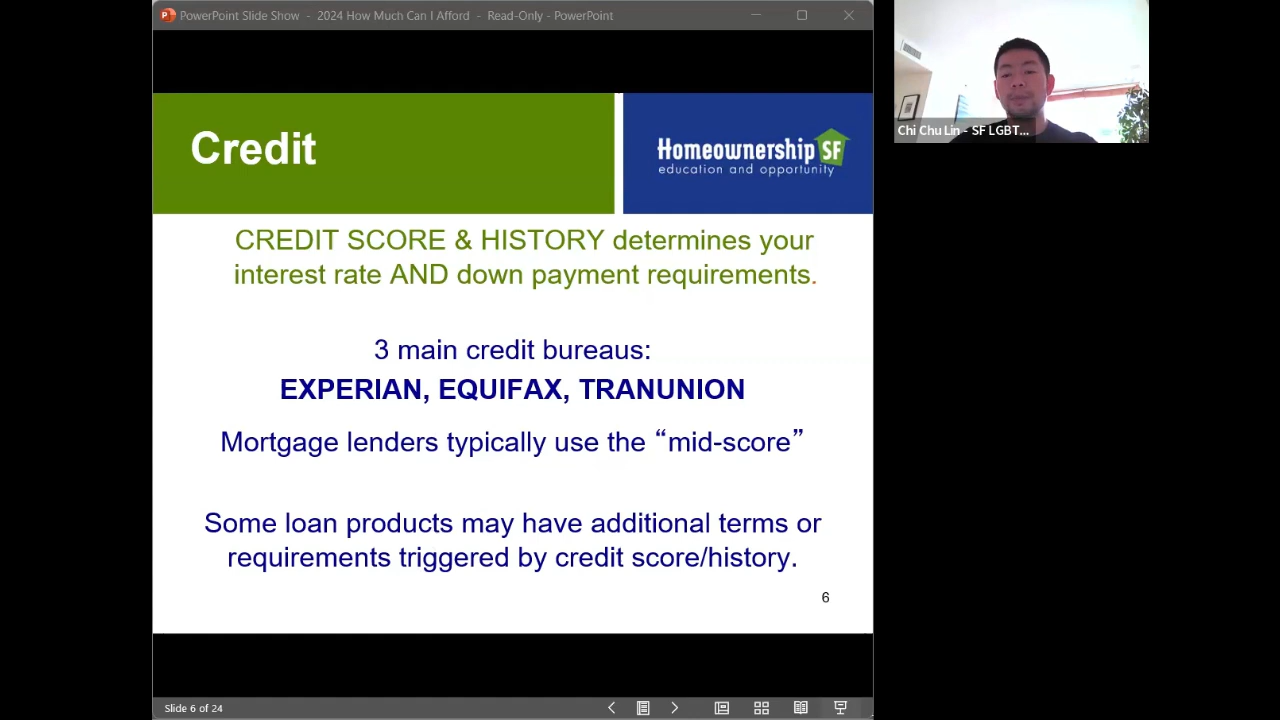 PowerPoint Slide Show - 2024 How Much Can I Afford - Read-Only - PowerPoint
Credit
Homeownership SF
education and opportunity
CREDIT SCORE & HISTORY determines your
interest rate AND down payment requirements.
3 main credit bureaus:
EXPERIAN, EQUIFAX, TRANUNION
Mortgage lenders typically use the “mid-score”
Some loan products may have additional terms or
requirements triggered by credit score/history.
6
Slide 6 of 24
Chi Chu Lin - SF LGBT...